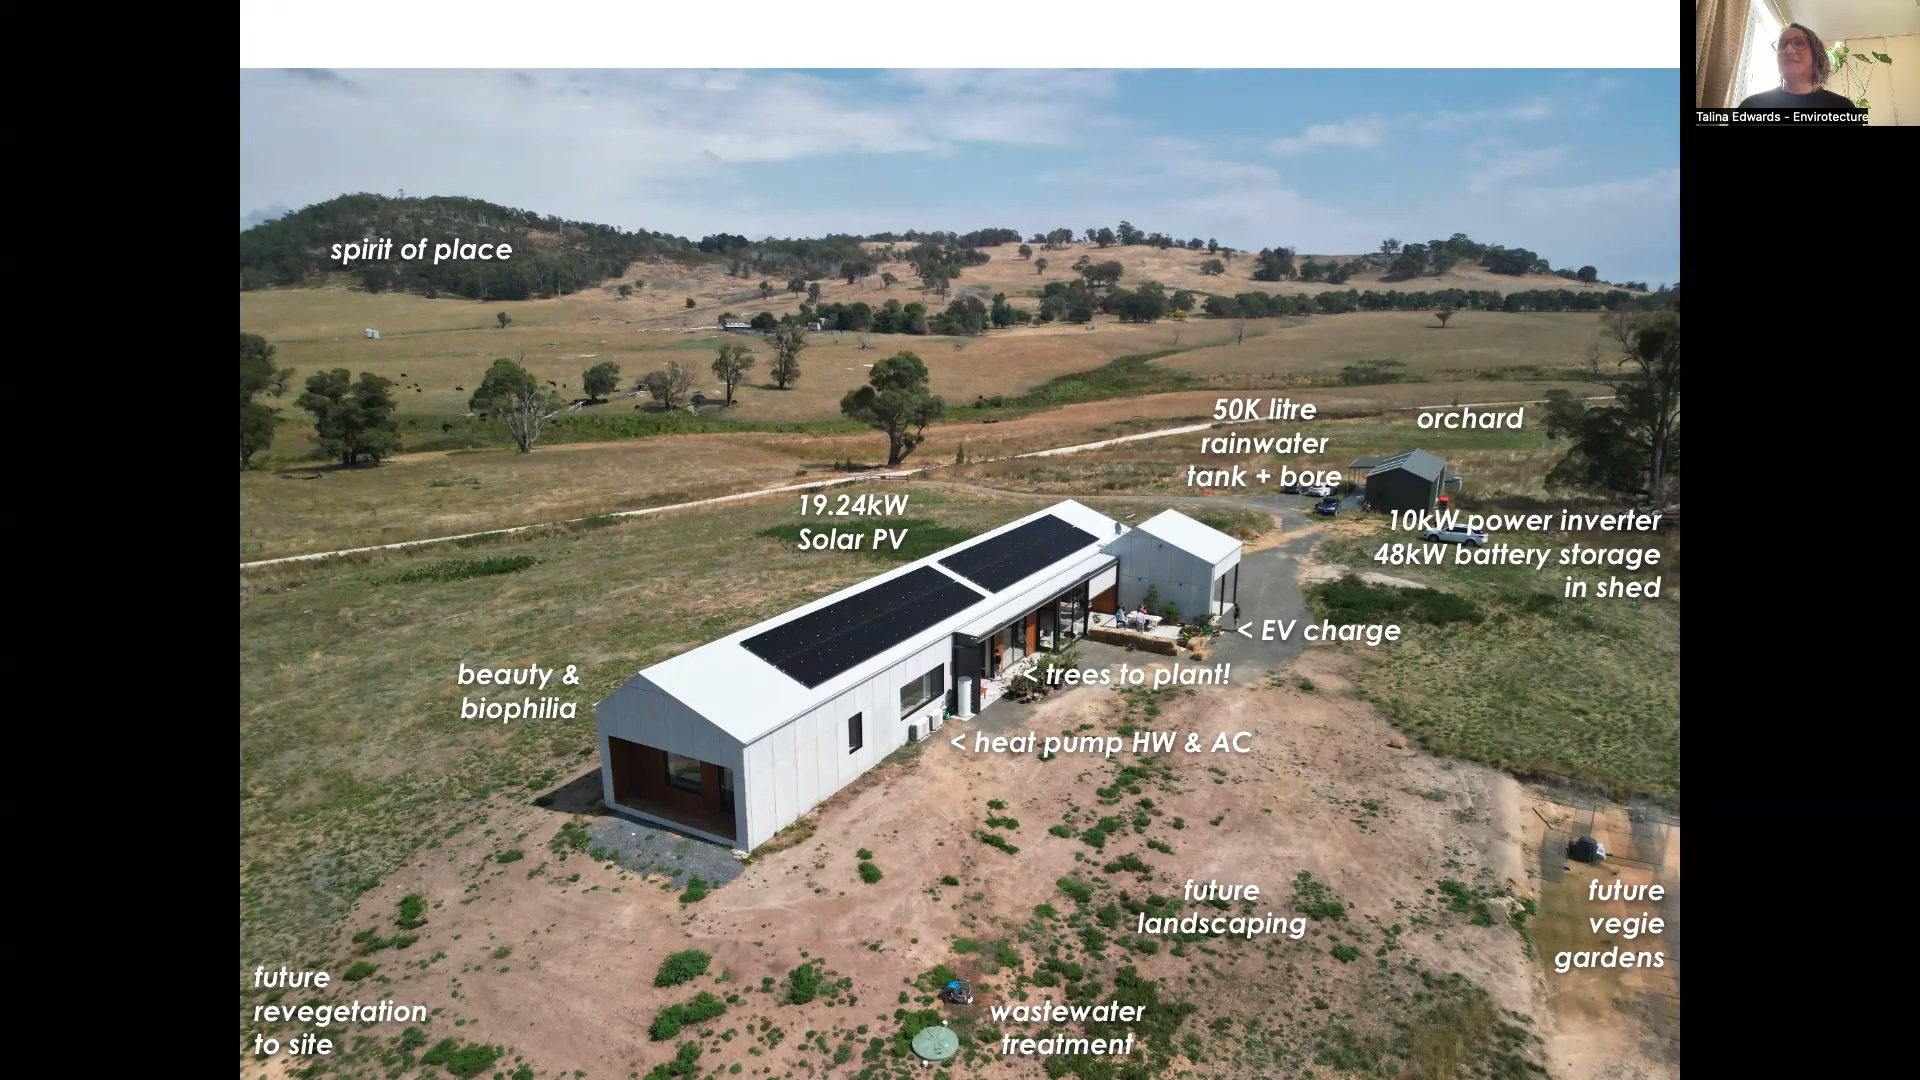 Talina Edwards - Envirotecture
spirit of place
50K litre
rainwater
tank + bore
orchard
19.24kW
Solar PV
10kW power inverter
48kW battery storage
in shed
< EV charge
beauty &
biophilia
< trees to plant!
< heat pump HW & AC
future
landscaping
future
vegie
gardens
future
revegetation
to site
wastewater
treatment